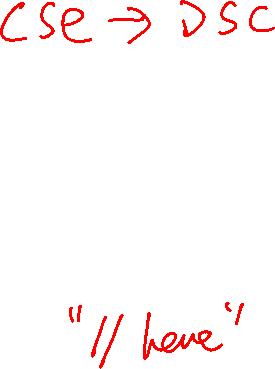 CSE → DSC
"// here"